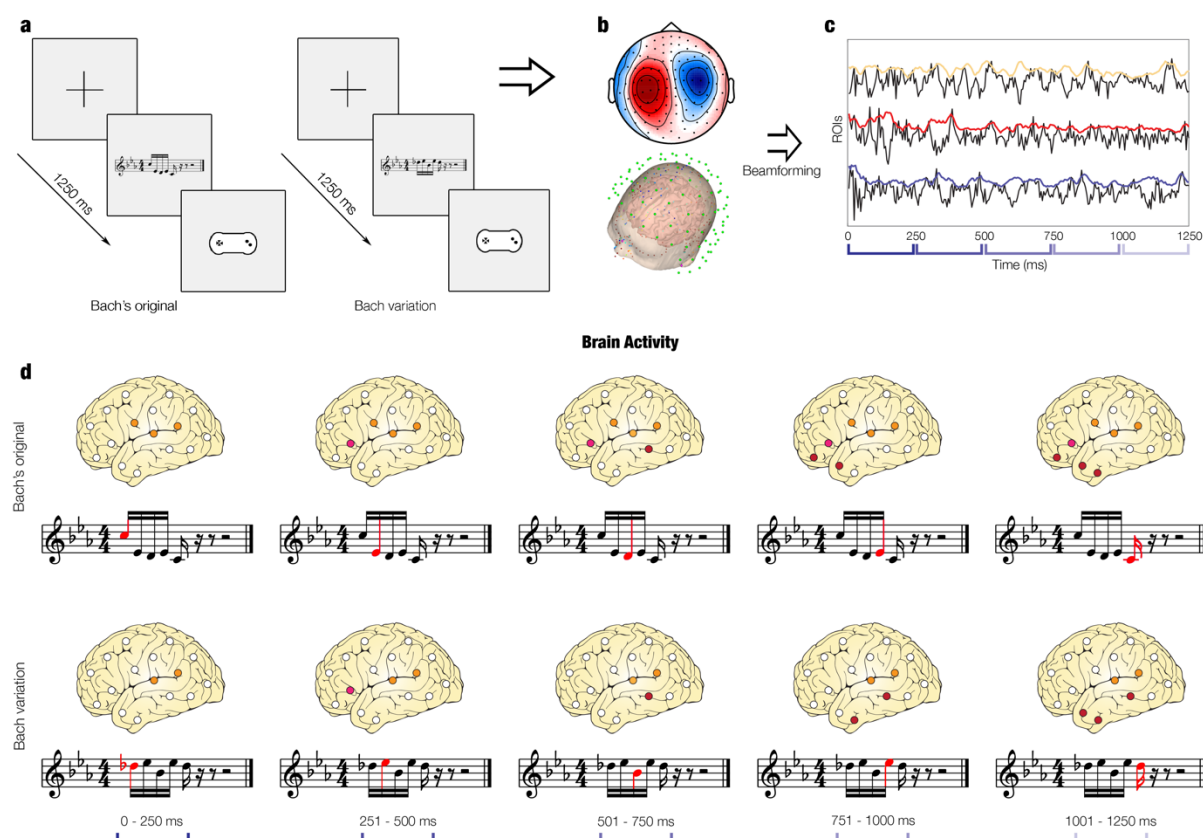 a
1250 ms
Bach's original
1250 ms
Bach variation
b
Beamforming
c
ROIs
0 250 500 750 1000 1250
Time (ms)
Brain Activity
d
Bach's original
Bach variation
0 - 250 ms
251 - 500 ms
501 - 750 ms
751 - 1000 ms
1001 - 1250 ms